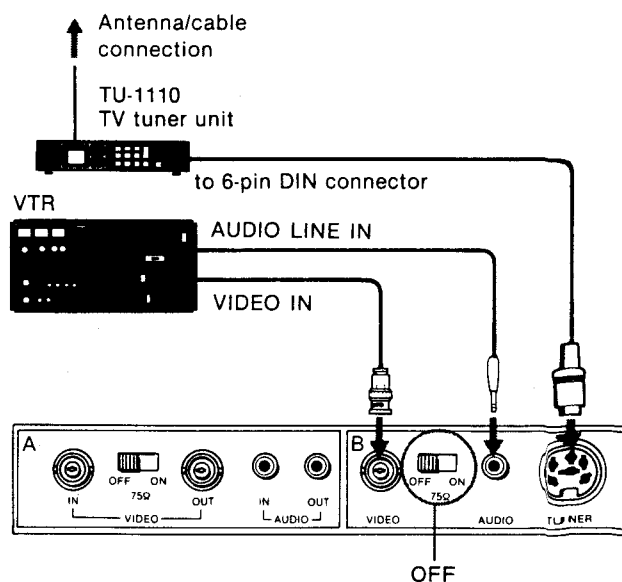 Antenna/cable
connection
TU-1110
TV tuner unit
to 6-pin DIN connector
VTR
AUDIO LINE IN
VIDEO IN
A
IN
OFF ON
75Ω
OUT
VIDEO
IN
OUT
AUDIO
B
VIDEO
OFF ON
75Ω
AUDIO
TUNER
OFF